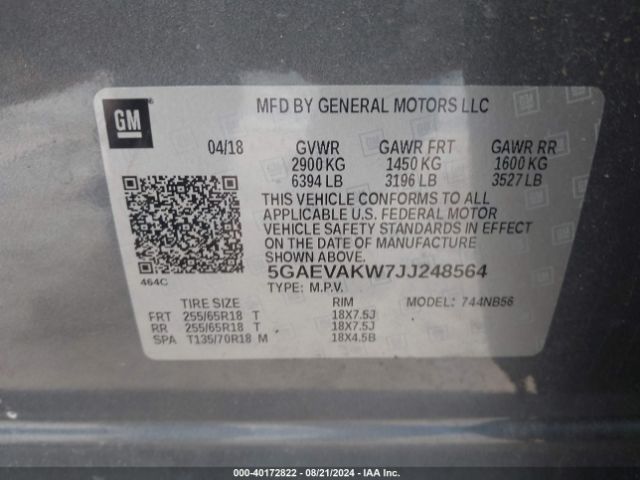 GM
MFD BY GENERAL MOTORS LLC
04/18 GVWR GAWR FRT GAWR RR
2900 KG 1450 KG 1600 KG
6394 LB 3196 LB 3527 LB
THIS VEHICLE CONFORMS TO ALL
APPLICABLE U.S. FEDERAL MOTOR
VEHICLE SAFETY STANDARDS IN EFFECT
ON THE DATE OF MANUFACTURE
SHOWN ABOVE.
464C
5GAEVAKW7JJ248564
TYPE: M.P.V.
TIRE SIZE RIM MODEL: 744NB56
FRT 255/65R18 T 18X7.5J
RR 255/65R18 T 18X7.5J
SPA T135/70R18 M 18X4.5B
000-40172822 - 08/21/2024 - IAA Inc.